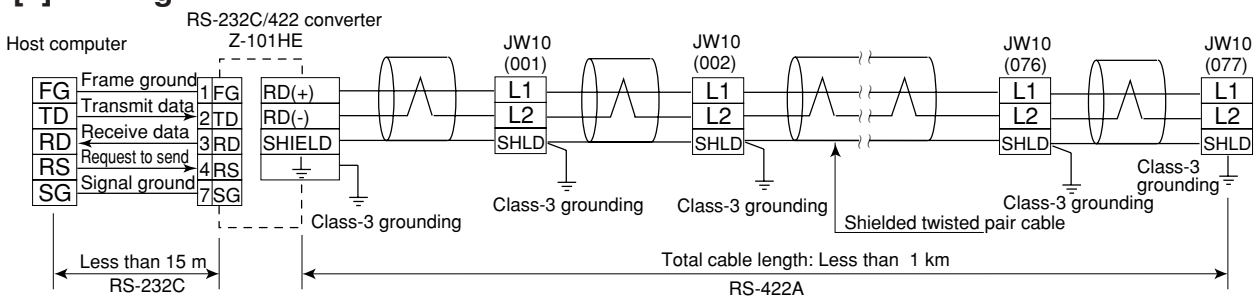 RS-232C/422 converter
Host computer
Z-101HE
JW10
(001)
JW10
(002)
JW10
(076)
JW10
(077)
FG Frame ground 1 FG RD(+) L1 L1 L1 L1
TD Transmit data 2 TD RD(-) L2 L2 L2 L2
RD Receive data 3 RD SHIELD SHLD SHLD SHLD SHLD
RS Request to send 4 RS
SG Signal ground 7 SG
Class-3 grounding
Class-3 grounding
Class-3 grounding
Class-3 grounding
Class-3
grounding
Shielded twisted pair cable
Less than 15 m
RS-232C
Total cable length: Less than 1 km
RS-422A